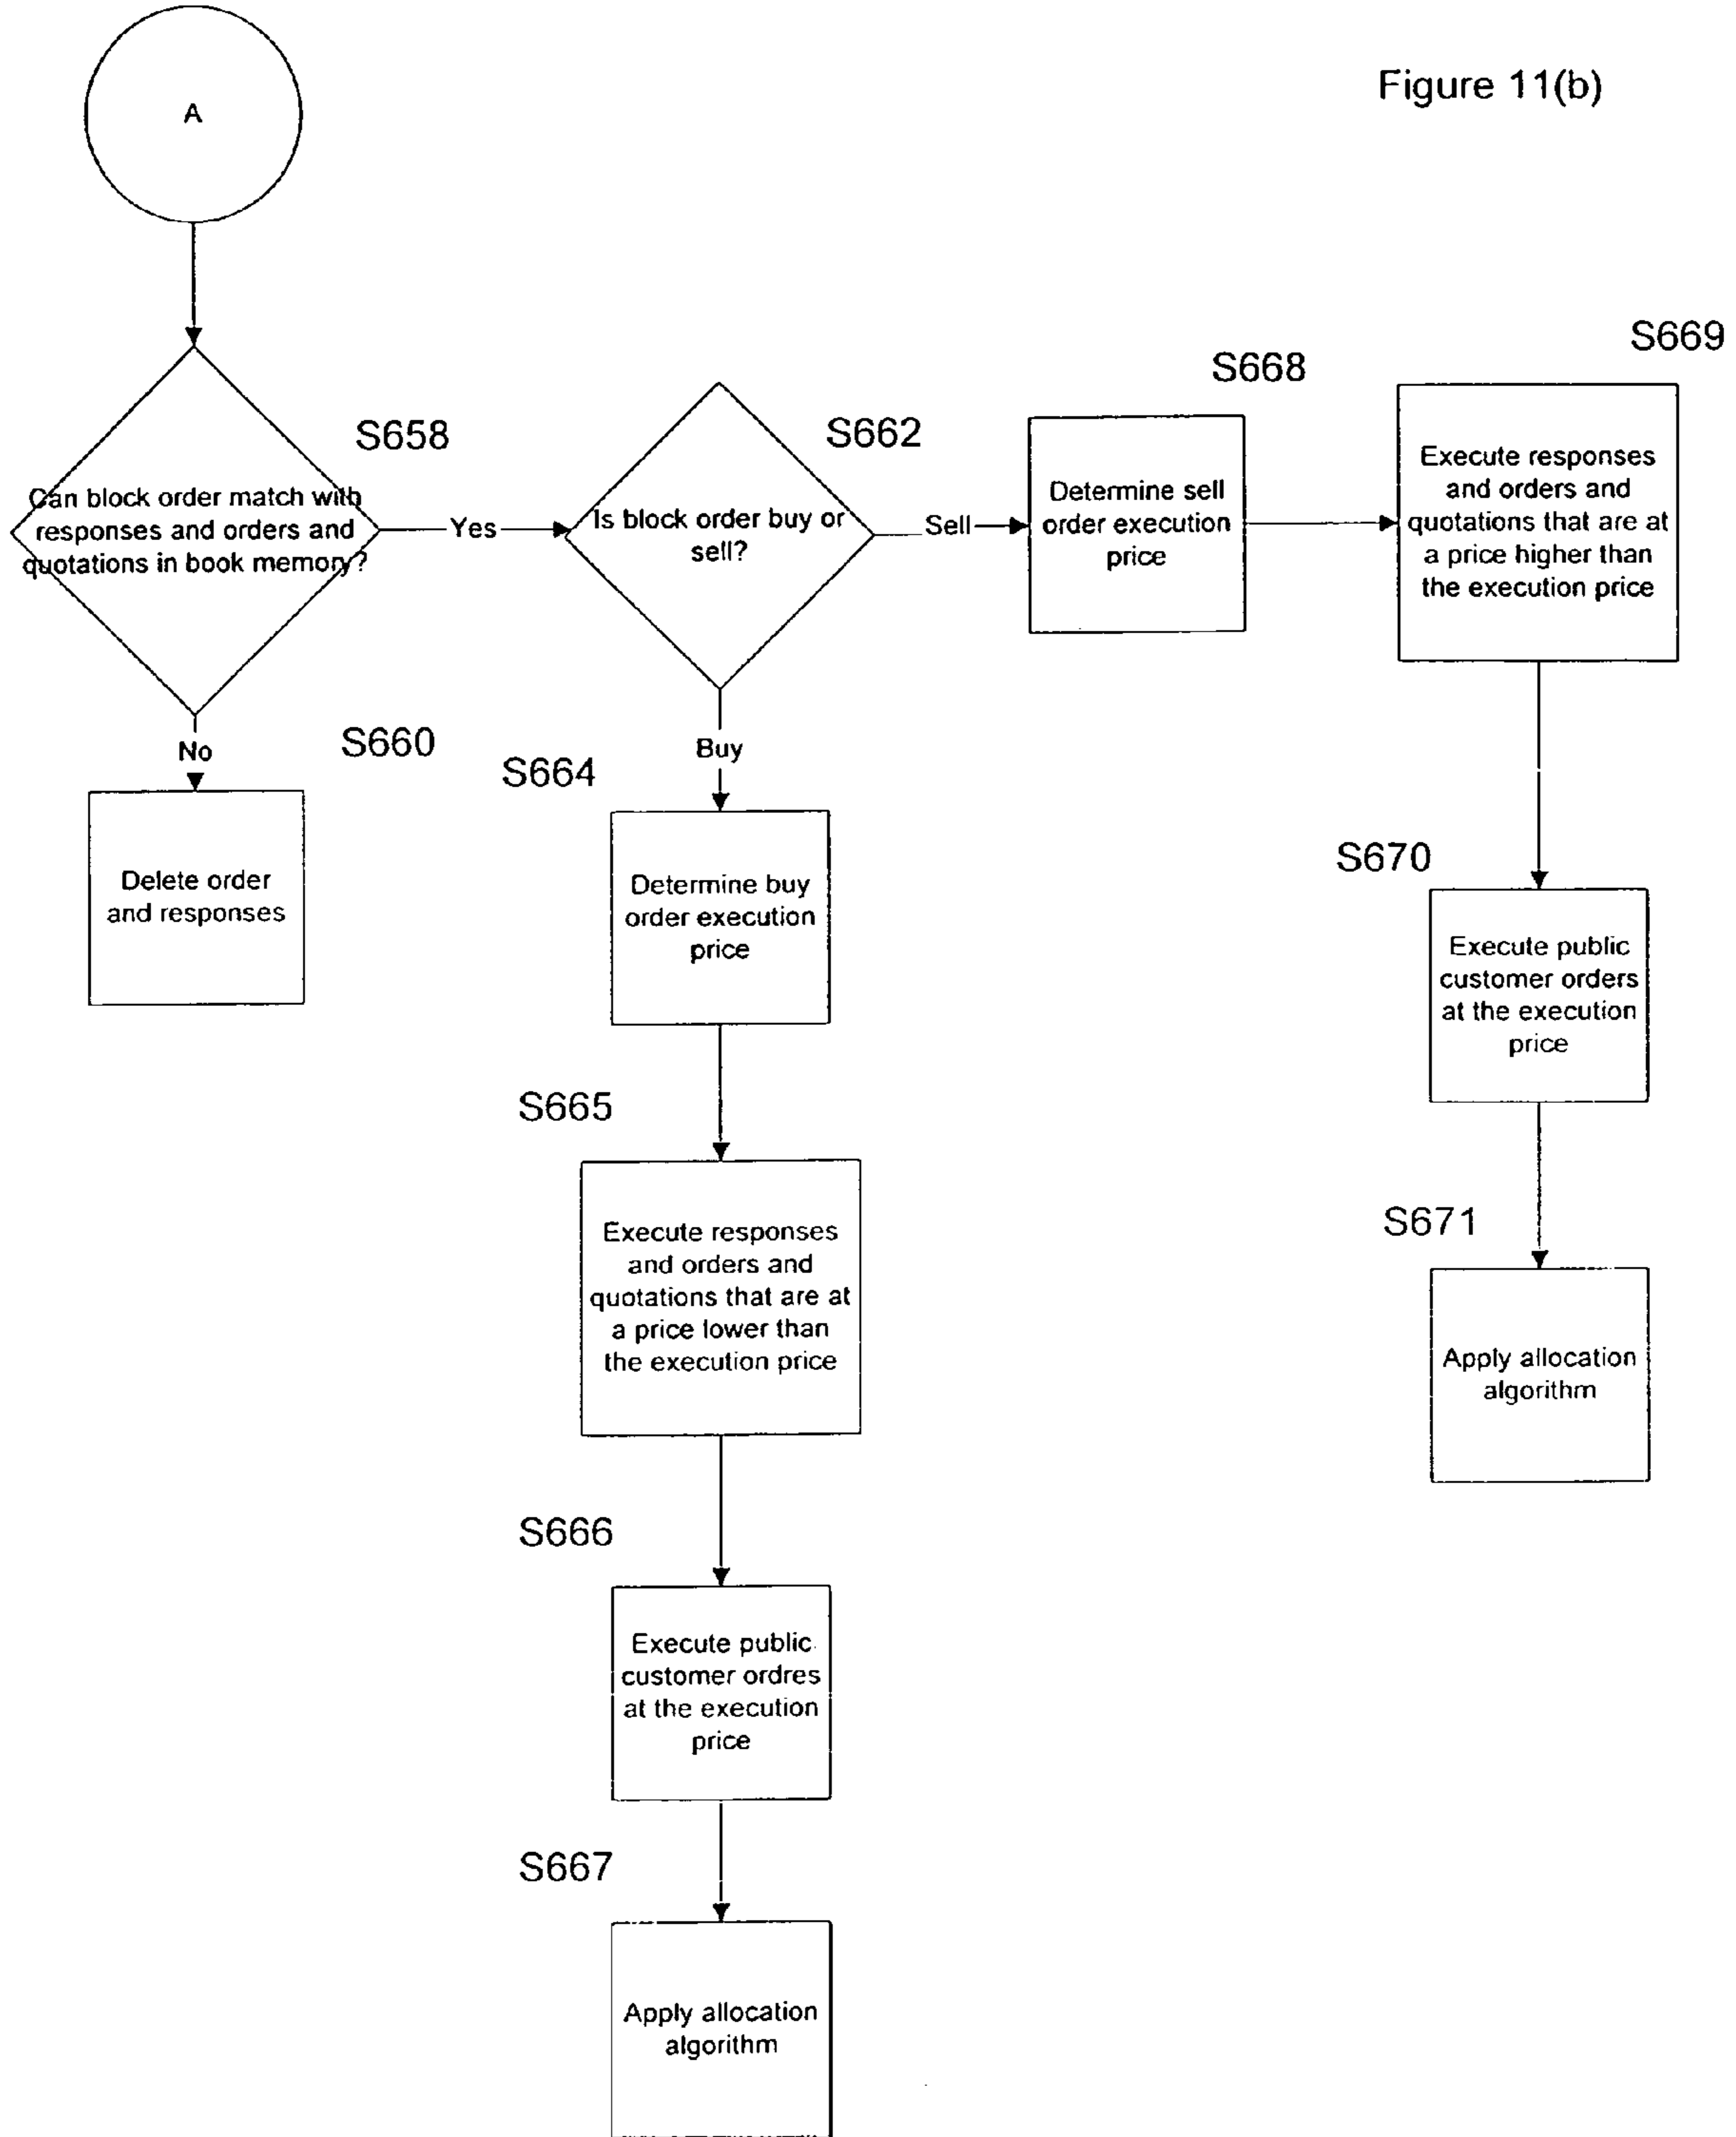 Figure 11(b)
A
S658
Can block order match with
responses and orders and
quotations in book memory?
Yes
No
S660
Delete order
and responses
S662
Is block order buy or
sell?
Sell
Buy
S664
Determine buy
order execution
price
S665
Execute responses
and orders and
quotations that are at
a price lower than
the execution price
S666
Execute public
customer ordres
at the execution
price
S667
Apply allocation
algorithm
S668
Determine sell
order execution
price
S669
Execute responses
and orders and
quotations that are at
a price higher than
the execution price
S670
Execute public
customer orders
at the execution
price
S671
Apply allocation
algorithm